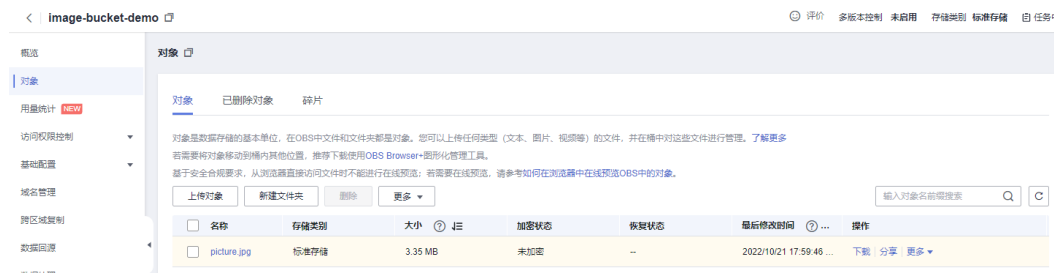 image-bucket-demo
评价 多版本控制 未启用 存储类别 标准存储
概览
对象
用量统计 NEW
访问权限控制
基础配置
域名管理
跨区域复制
数据回源
对象
对象 已删除对象 碎片
对象是数据存储的基本单位，在OBS中文件和文件夹都是对象。您可以上传任何类型（文本、图片、视频等）的文件，并在桶中对这些文件进行管理。了解更多
若需要将对象移动到桶内其他位置，推荐下载使用OBS Browser+图形化管理工具。
基于安全合规要求，从浏览器直接访问文件时不能进行在线预览；若需要在线预览，请参考如何在浏览器中在线预览OBS中的对象。
上传对象 新建文件夹 删除 更多 输入对象名前缀搜索
名称 存储类别 大小 加密状态 恢复状态 最后修改时间 ... 操作
picture.jpg 标准存储 3.35 MB 未加密 -- 2022/10/21 17:59:46 ... 下载 分享 更多